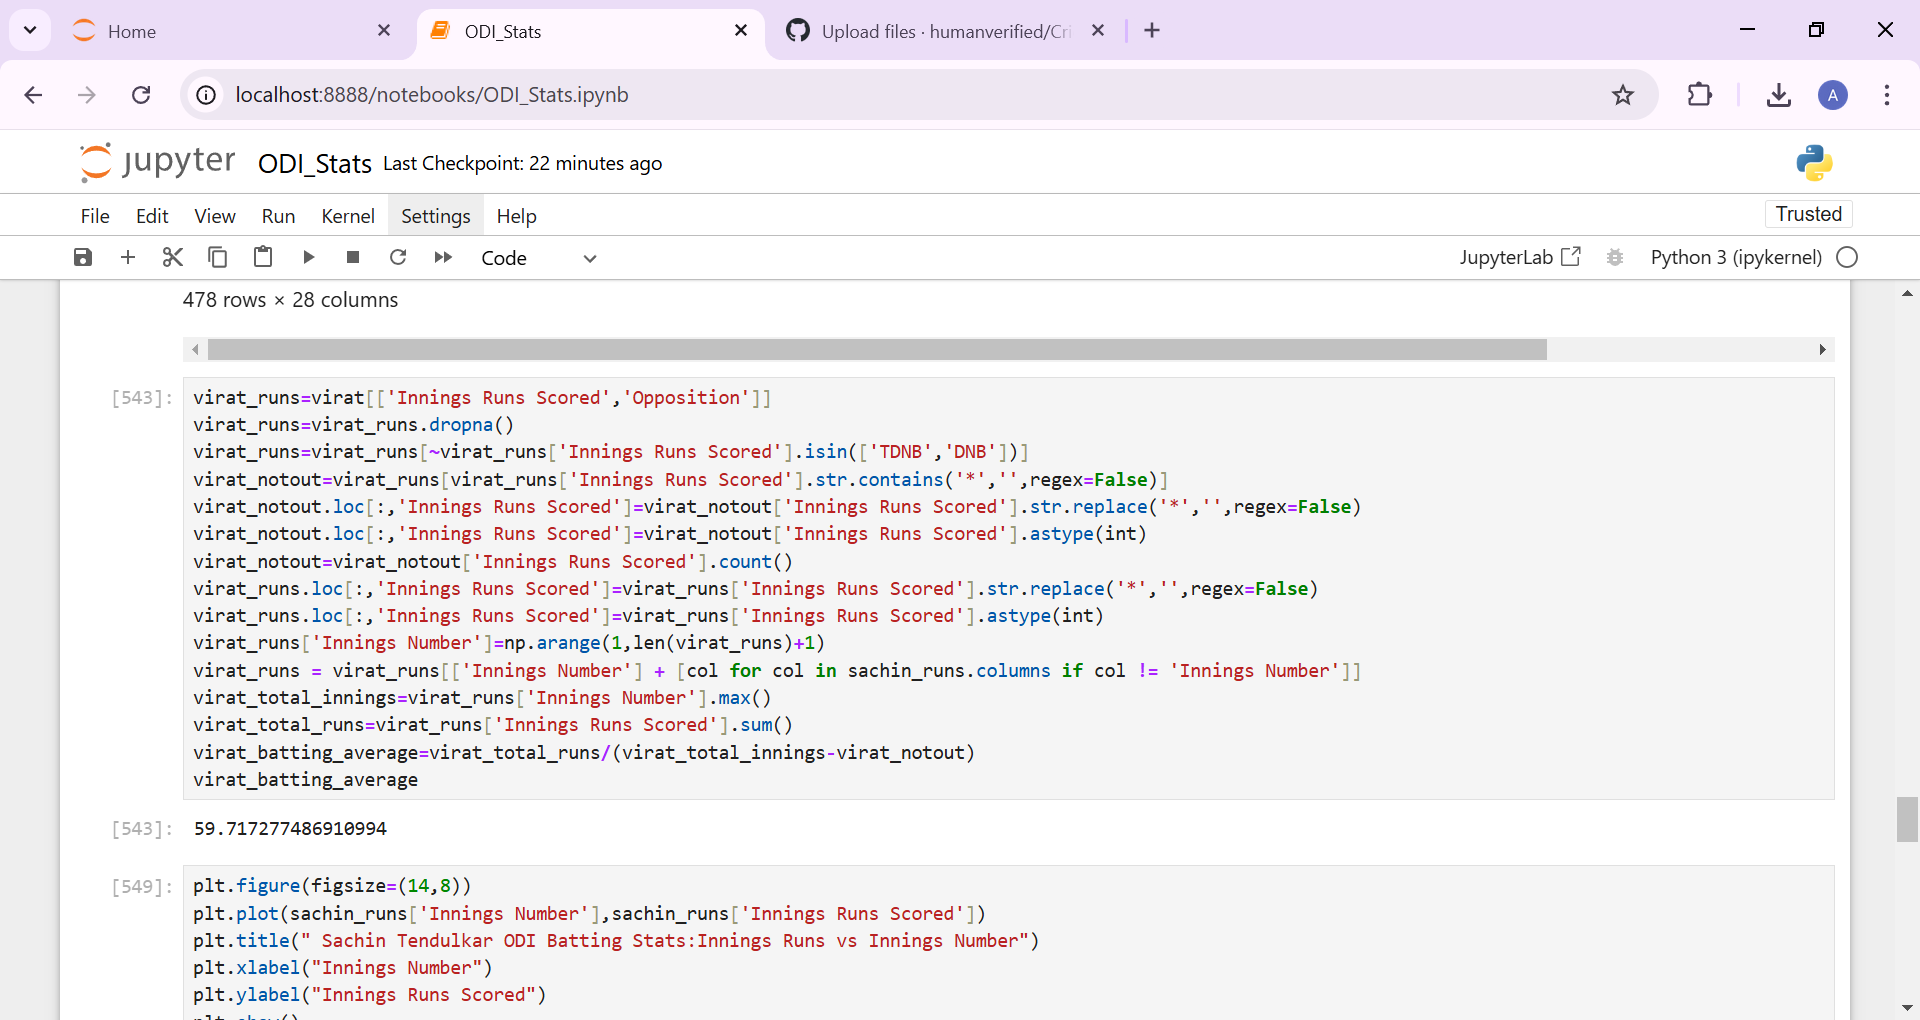 Home
ODI_Stats
Upload files · humanverified/Cri
localhost:8888/notebooks/ODI_Stats.ipynb
A
jupyter ODI_Stats Last Checkpoint: 22 minutes ago
File Edit View Run Kernel Settings Help
Trusted
Code
JupyterLab
Python 3 (ipykernel)
478 rows × 28 columns
[543]:
virat_runs=virat[['Innings Runs Scored','Opposition']]
virat_runs=virat_runs.dropna()
virat_runs=virat_runs[~virat_runs['Innings Runs Scored'].isin(['TDNB','DNB'])]
virat_notout=virat_runs[virat_runs['Innings Runs Scored'].str.contains('*','',regex=False)]
virat_notout.loc[:,'Innings Runs Scored']=virat_notout['Innings Runs Scored'].str.replace('*','',regex=False)
virat_notout.loc[:,'Innings Runs Scored']=virat_notout['Innings Runs Scored'].astype(int)
virat_notout=virat_notout['Innings Runs Scored'].count()
virat_runs.loc[:,'Innings Runs Scored']=virat_runs['Innings Runs Scored'].str.replace('*','',regex=False)
virat_runs.loc[:,'Innings Runs Scored']=virat_runs['Innings Runs Scored'].astype(int)
virat_runs['Innings Number']=np.arange(1,len(virat_runs)+1)
virat_runs = virat_runs[['Innings Number'] + [col for col in sachin_runs.columns if col != 'Innings Number']]
virat_total_innings=virat_runs['Innings Number'].max()
virat_total_runs=virat_runs['Innings Runs Scored'].sum()
virat_batting_average=virat_total_runs/(virat_total_innings-virat_notout)
virat_batting_average
[543]: 59.717277486910994
[549]:
plt.figure(figsize=(14,8))
plt.plot(sachin_runs['Innings Number'],sachin_runs['Innings Runs Scored'])
plt.title(" Sachin Tendulkar ODI Batting Stats:Innings Runs vs Innings Number")
plt.xlabel("Innings Number")
plt.ylabel("Innings Runs Scored")